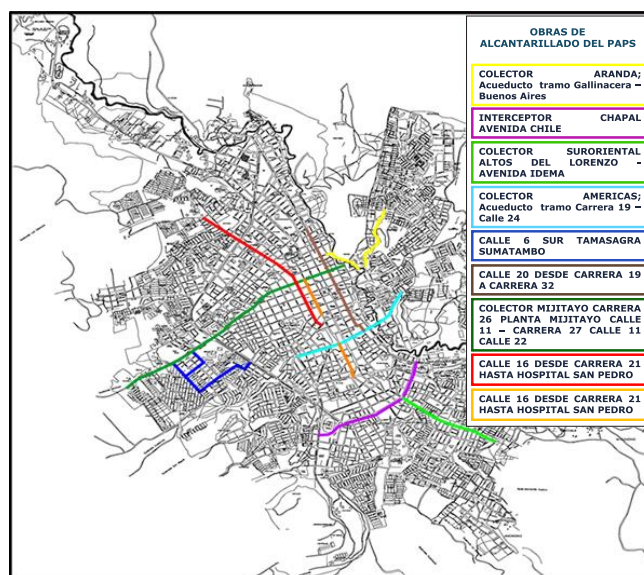 OBRAS DE
ALCANTARILLADO DEL PAPS
COLECTOR ARANDA;
Acueducto tramo Gallinacera –
Buenos Aires
INTERCEPTOR CHAPAL
AVENIDA CHILE
COLECTOR SURORIENTAL
ALTOS DEL LORENZO -
AVENIDA IDEMA
COLECTOR AMERICAS;
Acueducto tramo Carrera 19 –
Calle 24
CALLE 6 SUR TAMASAGRA
SUMATAMBO
CALLE 20 DESDE CARRERA 19
A CARRERA 32
COLECTOR MIJITAYO CARRERA
26 PLANTA MIJITAYO CALLE
11 – CARRERA 27 CALLE 11
CALLE 22
CALLE 16 DESDE CARRERA 21
HASTA HOSPITAL SAN PEDRO
CALLE 16 DESDE CARRERA 21
HASTA HOSPITAL SAN PEDRO